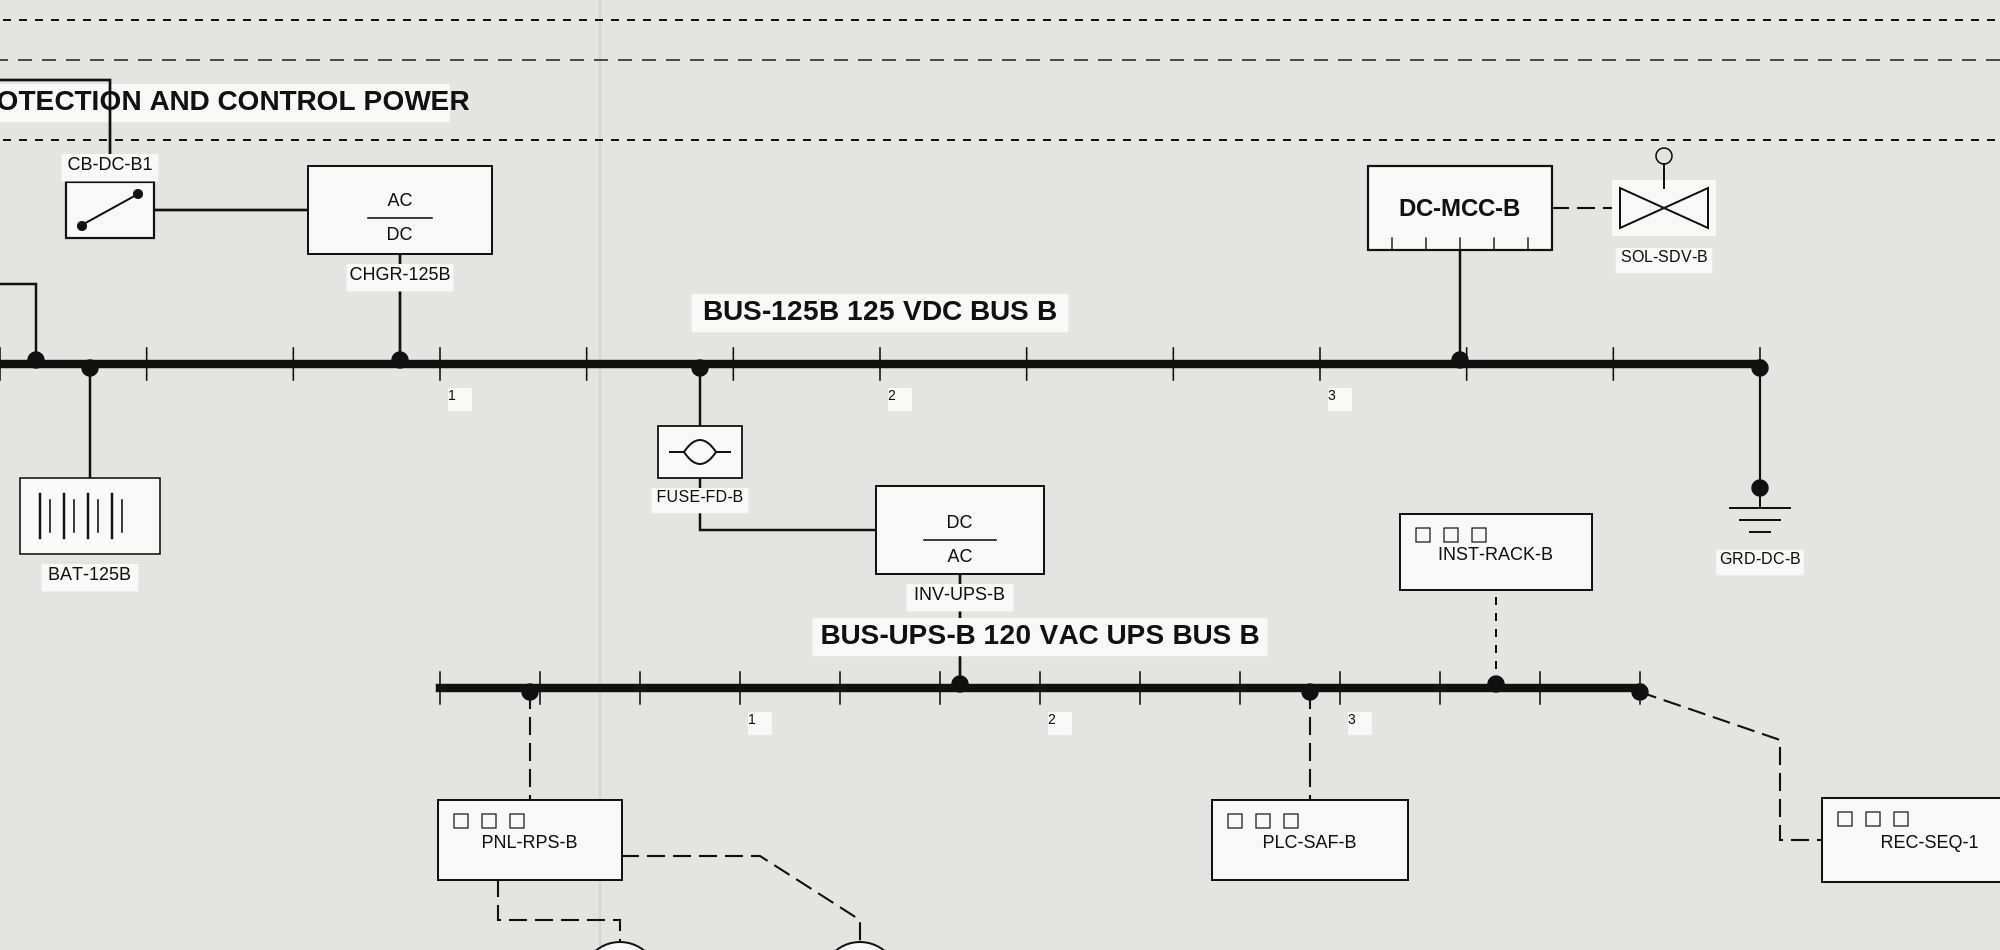 OTECTION AND CONTROL POWER
CB-DC-B1
AC
DC
CHGR-125B
DC-MCC-B
SOL-SDV-B
BUS-125B 125 VDC BUS B
1
2
3
FUSE-FD-B
DC
AC
INV-UPS-B
INST-RACK-B
GRD-DC-B
BAT-125B
BUS-UPS-B 120 VAC UPS BUS B
1
2
3
PNL-RPS-B
PLC-SAF-B
REC-SEQ-1